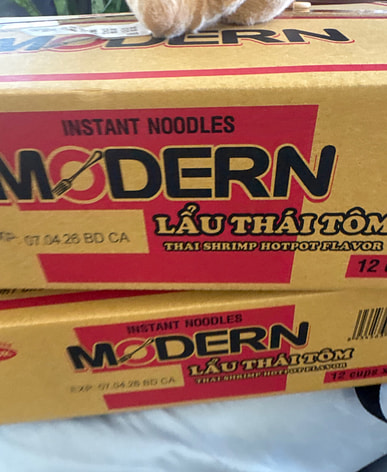 MODERN
INSTANT NOODLES
MODERN
EXP. 07.04.26 BD CA
LẨU THÁI TÔM
THAI SHRIMP HOTPOT FLAVOR
12
INSTANT NOODLES
MODERN
LẨU THÁI TÔM
EXP. 07.04.26 BD CA
THAI SHRIMP HOTPOT FLAVOR
12 cups x